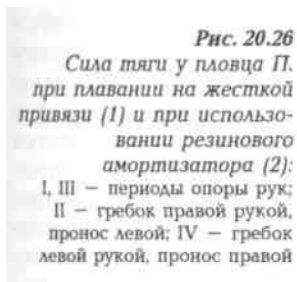 Рис. 20.26
Сила тяги у пловца П.
при плавании на жесткой
привязи (1) и при использо-
вании резинового
амортизатора (2):
I, III — периоды опоры рук;
II — гребок правой рукой,
пронос левой; IV — гребок
левой рукой, пронос правой